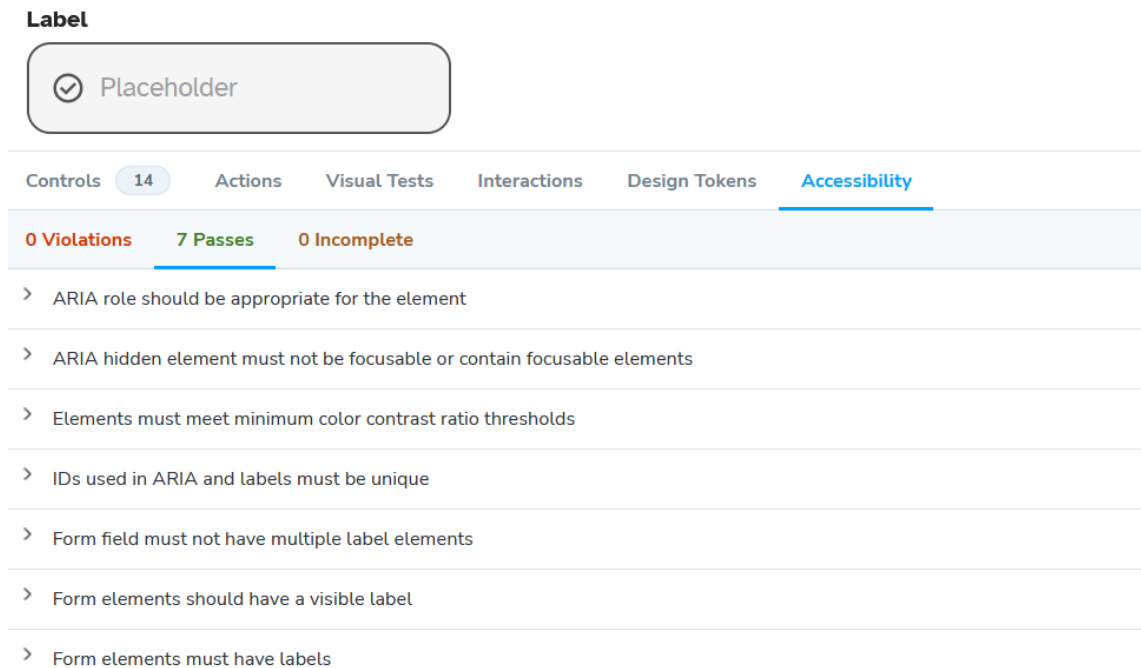 Label
Placeholder
Controls 14 Actions Visual Tests Interactions Design Tokens Accessibility
0 Violations 7 Passes 0 Incomplete
ARIA role should be appropriate for the element
ARIA hidden element must not be focusable or contain focusable elements
Elements must meet minimum color contrast ratio thresholds
IDs used in ARIA and labels must be unique
Form field must not have multiple label elements
Form elements should have a visible label
Form elements must have labels